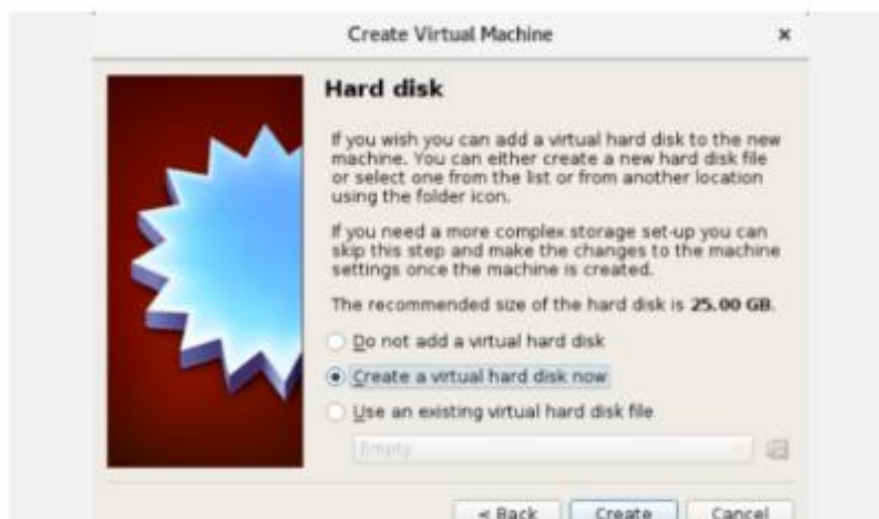 Create Virtual Machine
Hard disk
If you wish you can add a virtual hard disk to the new
machine. You can either create a new hard disk file
or select one from the list or from another location
using the folder icon.
If you need a more complex storage set-up you can
skip this step and make the changes to the machine
settings once the machine is created.
The recommended size of the hard disk is 25.00 GB.
Do not add a virtual hard disk
Create a virtual hard disk now
Use an existing virtual hard disk file
Empty
< Back Create Cancel